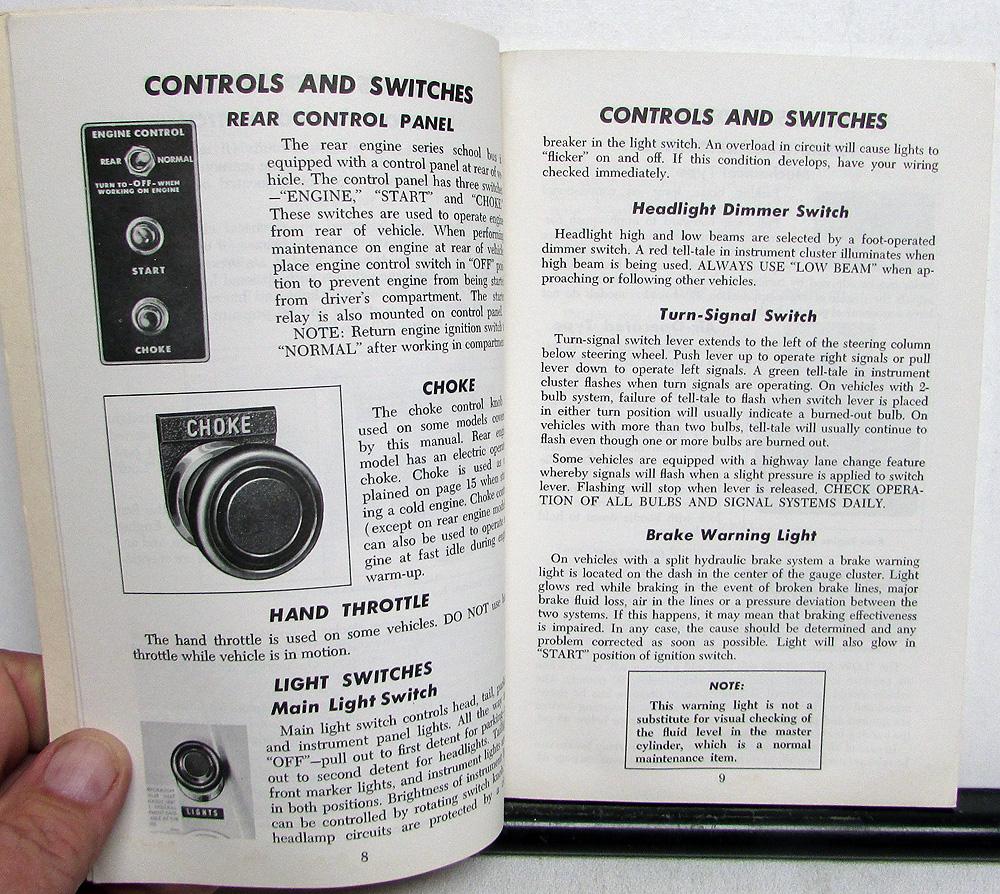 CONTROLS AND SWITCHES
REAR CONTROL PANEL
ENGINE CONTROL
REAR NORMAL
TURN TO-OFF-WHEN
WORKING ON ENGINE
START
CHOKE
The rear engine series school bus
equipped with a control panel at rear of
hicle. The control panel has three switches
—"ENGINE," "START" and "CHOKE
These switches are used to operate engine
from rear of vehicle. When performing
maintenance on engine at rear of vehicle
place engine control switch in "OFF"
tion to prevent engine from being
from driver's compartment. The
relay is also mounted on control panel.
NOTE: Return engine ignition switch
"NORMAL" after working in compartment
CHOKE
CHOKE
The choke control knob
used on some models
by this manual. Rear
model has an electric
choke. Choke is used
plained on page 15 when
ing a cold engine. Choke
(except on rear engine
can also be used to operate
gine at fast idle during
warm-up.
HAND THROTTLE
The hand throttle is used on some vehicles. DO NOT use
throttle while vehicle is in motion.
LIGHT SWITCHES
Main Light Switch
LIGHTS
Main light switch controls head, tail,
and instrument panel lights. All the way
"OFF"—pull out to first detent for parking
out to second detent for headlights.
front marker lights, and instrument lights
in both positions. Brightness of instrument
can be controlled by rotating switch
headlamp circuits are protected by a
8
CONTROLS AND SWITCHES
breaker in the light switch. An overload in circuit will cause lights to
"flicker" on and off. If this condition develops, have your wiring
checked immediately.
Headlight Dimmer Switch
Headlight high and low beams are selected by a foot-operated
dimmer switch. A red tell-tale in instrument cluster illuminates when
high beam is being used. ALWAYS USE "LOW BEAM" when ap-
proaching or following other vehicles.
Turn-Signal Switch
Turn-signal switch lever extends to the left of the steering column
below steering wheel. Push lever up to operate right signals or pull
lever down to operate left signals. A green tell-tale in instrument
cluster flashes when turn signals are operating. On vehicles with 2-
bulb system, failure of tell-tale to flash when switch lever is placed
in either turn position will usually indicate a burned-out bulb. On
vehicles with more than two bulbs, tell-tale will usually continue to
flash even though one or more bulbs are burned out.
Some vehicles are equipped with a highway lane change feature
whereby signals will flash when a slight pressure is applied to switch
lever. Flashing will stop when lever is released. CHECK OPERA-
TION OF ALL BULBS AND SIGNAL SYSTEMS DAILY.
Brake Warning Light
On vehicles with a split hydraulic brake system a brake warning
light is located on the dash in the center of the gauge cluster. Light
glows red while braking in the event of broken brake lines, major
brake fluid loss, air in the lines or a pressure deviation between the
two systems. If this happens, it may mean that braking effectiveness
is impaired. In any case, the cause should be determined and any
problem corrected as soon as possible. Light will also glow in
"START" position of ignition switch.
NOTE:
This warning light is not a
substitute for visual checking of
the fluid level in the master
cylinder, which is a normal
maintenance item.
9